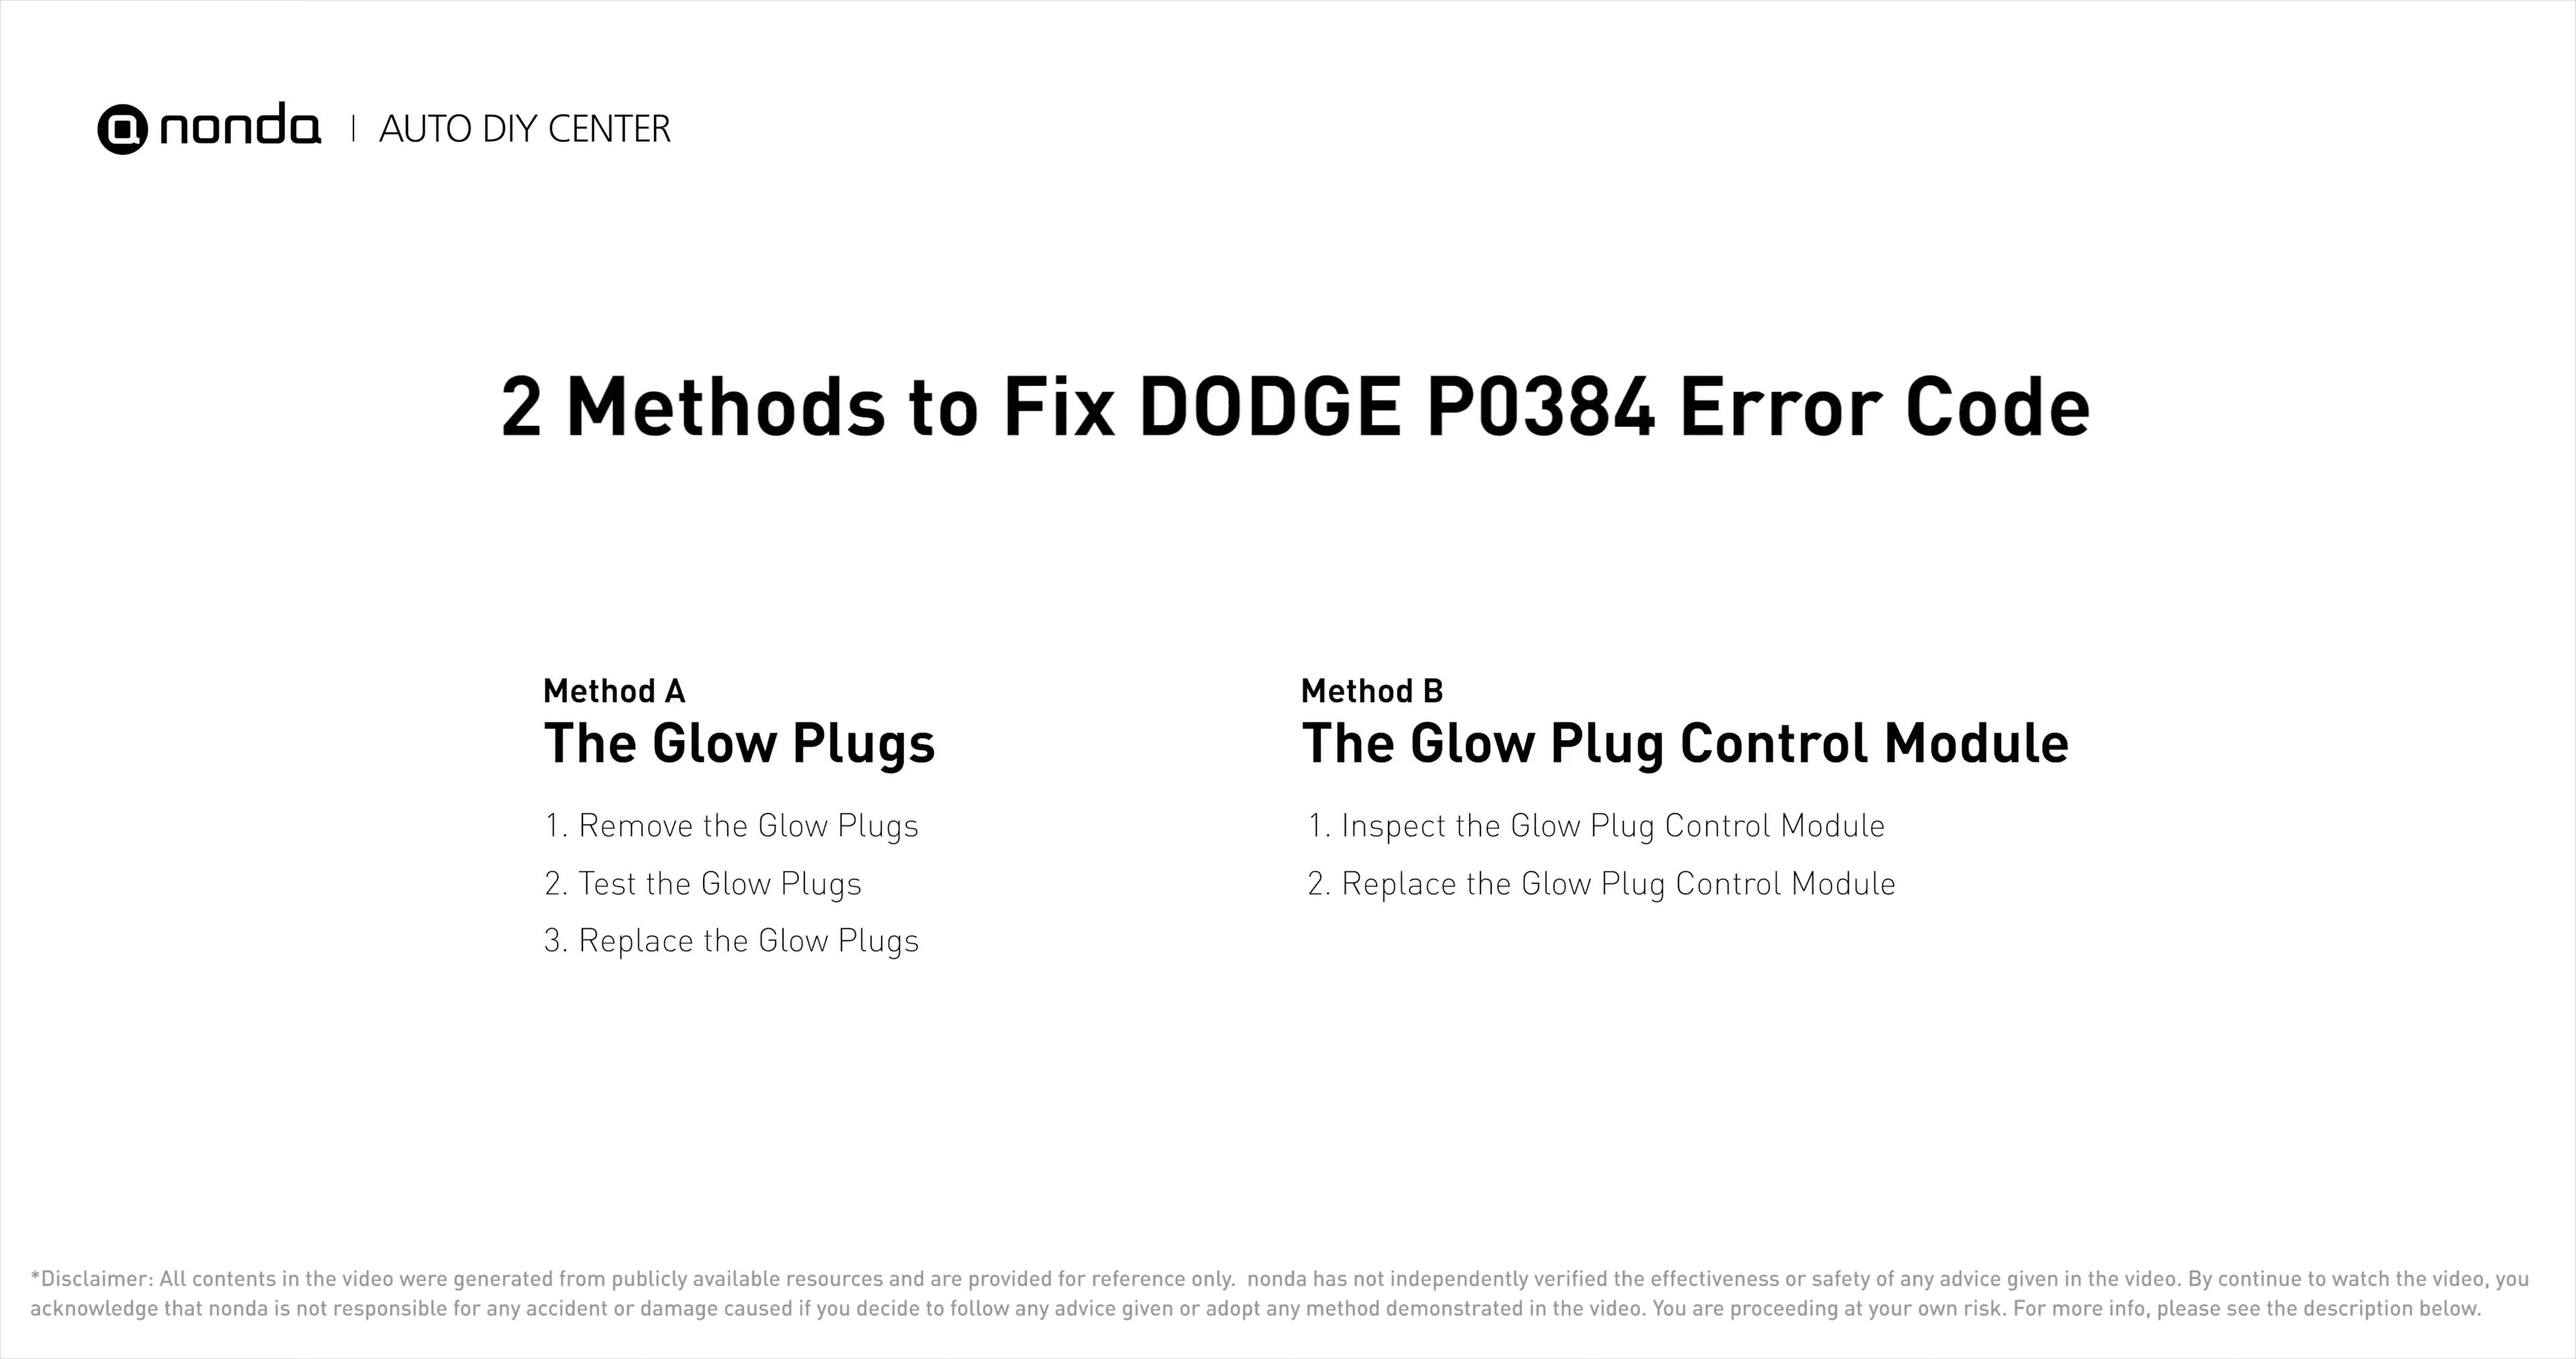 nonda | AUTO DIY CENTER
2 Methods to Fix DODGE P0384 Error Code
Method A
The Glow Plugs
1. Remove the Glow Plugs
2. Test the Glow Plugs
3. Replace the Glow Plugs
Method B
The Glow Plug Control Module
1. Inspect the Glow Plug Control Module
2. Replace the Glow Plug Control Module
*Disclaimer: All contents in the video were generated from publicly available resources and are provided for reference only. nonda has not independently verified the effectiveness or safety of any advice given in the video. By continue to watch the video, you
acknowledge that nonda is not responsible for any accident or damage caused if you decide to follow any advice given or adopt any method demonstrated in the video. You are proceeding at your own risk. For more info, please see the description below.